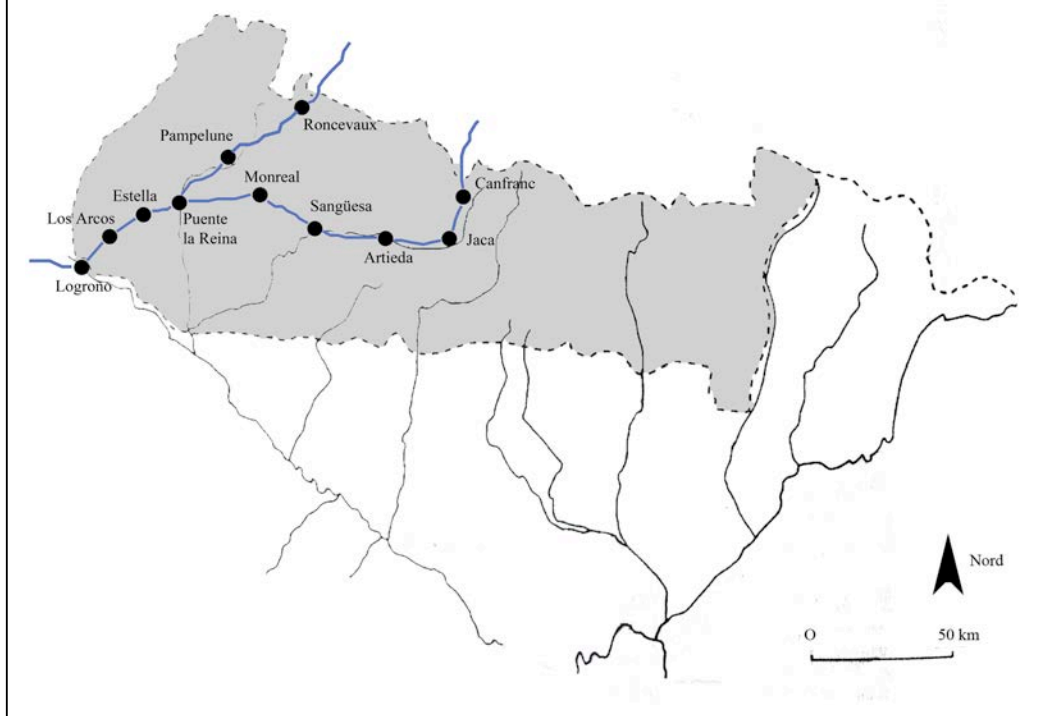 Roncevaux
Pampelune
Monreal
Canfranc
Estella
Sangüesa
Los Arcos
Puente
la Reina
Artieda
Jaca
Logroño
Nord
O
50 km